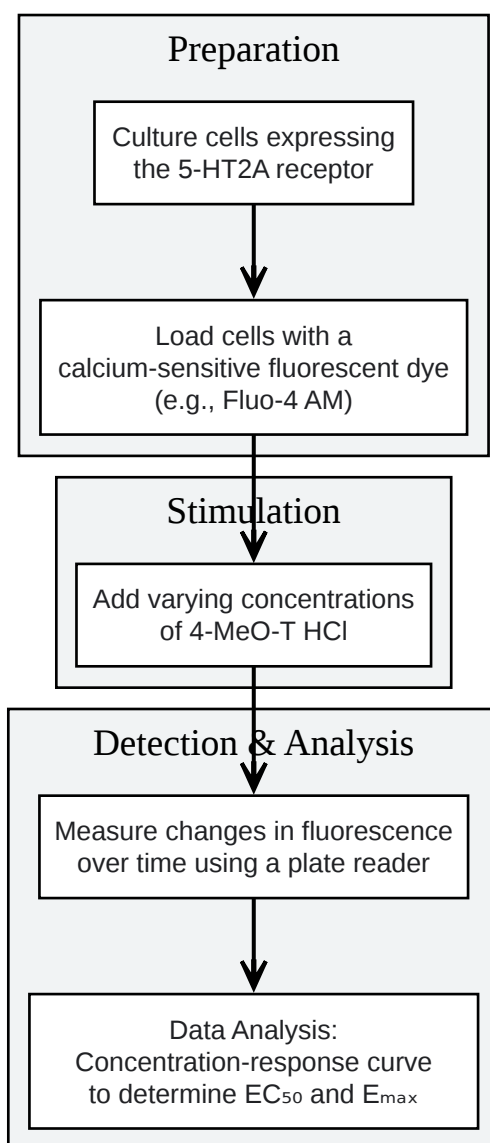 Preparation
Culture cells expressing
the 5-HT2A receptor
Load cells with a
calcium-sensitive fluorescent dye
(e.g., Fluo-4 AM)
Stimulation
Add varying concentrations
of 4-MeO-T HCl
Detection & Analysis
Measure changes in fluorescence
over time using a plate reader
Data Analysis:
Concentration-response curve
to determine EC₅₀ and Eₘₐₓ